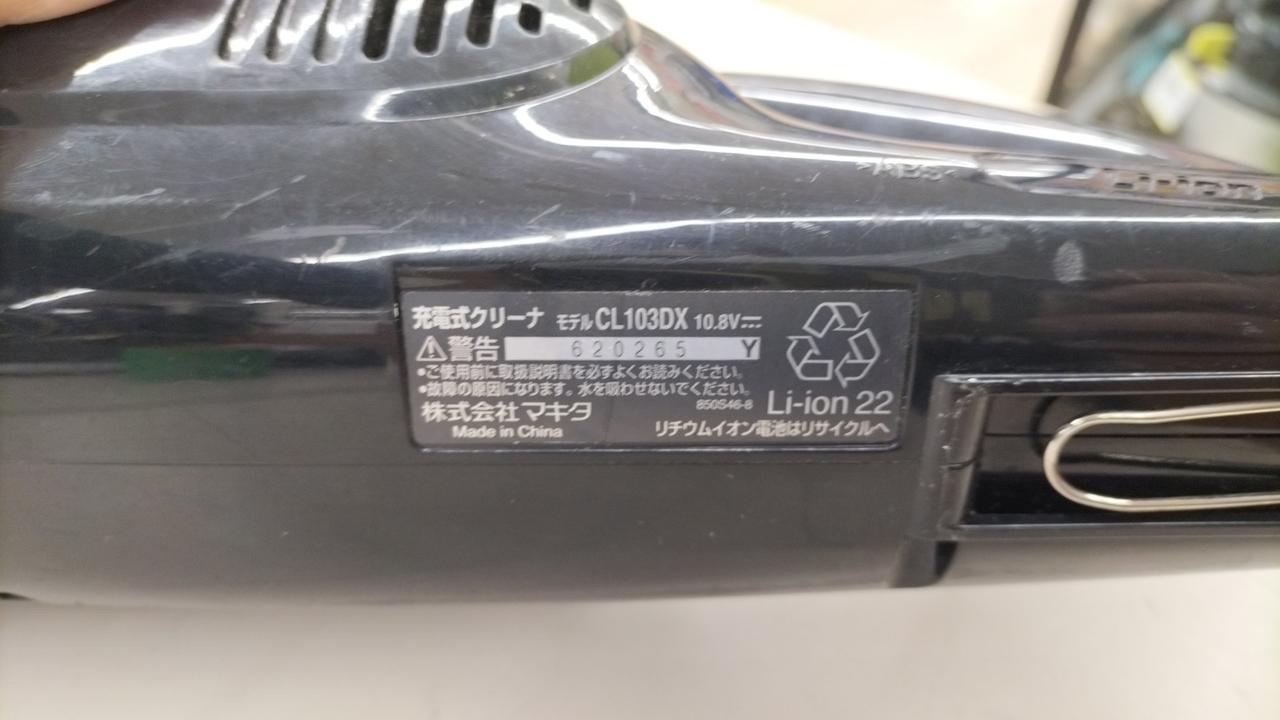 >ABS<
Li-ion
充電式クリーナ モデル CL103DX 10.8V⎓
警告 620265 Y
•ご使用前に取扱説明書を必ずよくお読みください。
•故障の原因になります。水を吸わせないでください。
株式会社 マキタ 850S46-8 Li-ion 22
Made in China リチウムイオン電池はリサイクルへ